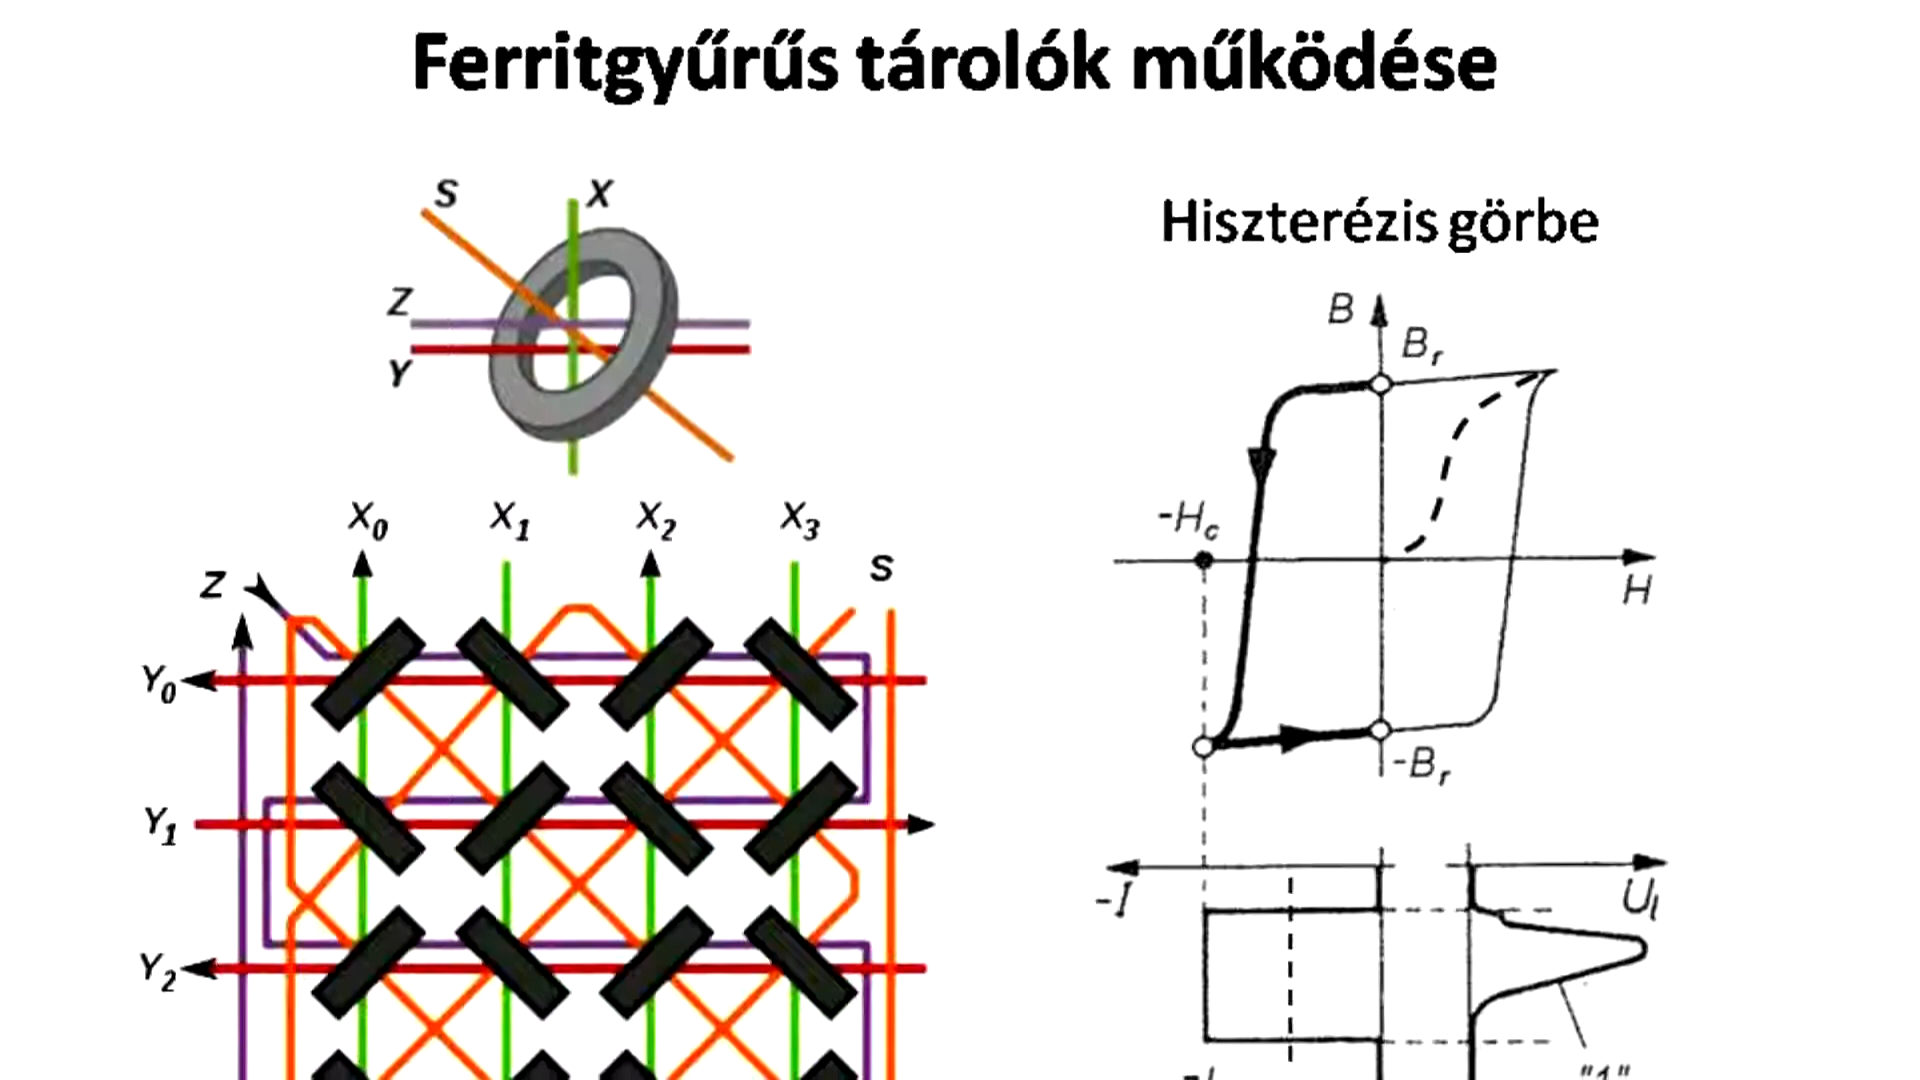 Ferritgyűrűs tárolók működése
S X
Z
Y
X0 X1 X2 X3
S
Z
Y0
Y1
Y2
Hiszterézis görbe
B
Br
-Hc
H
-Br
-I
Ul
"1"